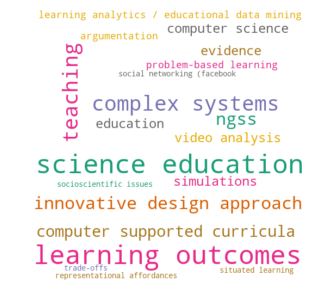 learning analytics / educational data mining
computer science
argumentation
evidence
teaching
problem-based learning
social networking (facebook
complex systems
ngss
education
video analysis
science education
socioscientific issues
simulations
innovative design approach
computer supported curricula
learning outcomes
trade-offs
situated learning
representational affordances